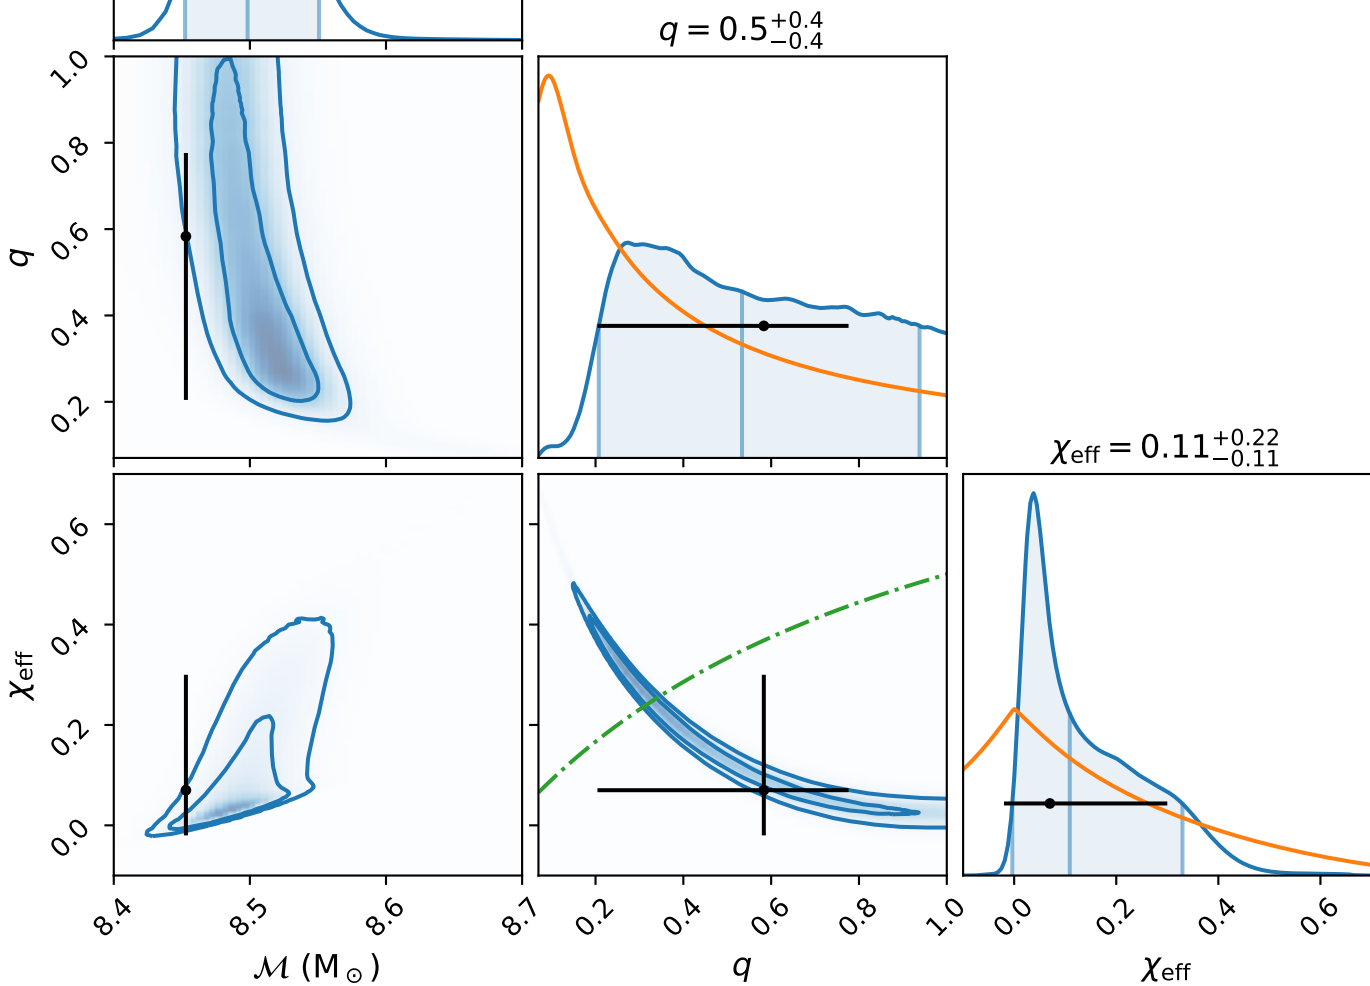 q = 0.5^{+0.4}_{-0.4}
1.0
0.8
0.6
0.4
0.2
q
χ_eff = 0.11^{+0.22}_{-0.11}
0.6
0.4
0.2
0.0
χ_eff
8.4 8.5 8.6 8.7 0.2 0.4 0.6 0.8 1.0 0.0 0.2 0.4 0.6
ℳ (M_⊙) q χ_eff